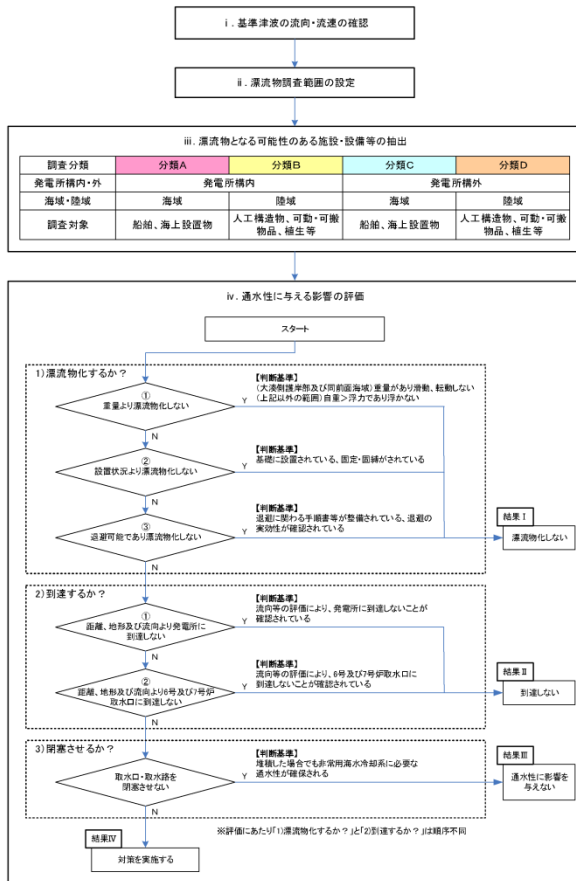 ⅰ．基準津波の流向・流速の確認
ⅱ．漂流物調査範囲の設定
ⅲ．漂流物となる可能性のある施設・設備等の抽出
調査分類 分類A 分類B 分類C 分類D
発電所構内・外 発電所構内 発電所構外
海域・陸域 海域 陸域 海域 陸域
調査対象 船舶、海上設置物 人工構造物、可動・可搬物品、植生等 船舶、海上設置物 人工構造物、可動・可搬物品、植生等
ⅳ．通水性に与える影響の評価
スタート
1）漂流物化するか？
【判断基準】
（大湊側護岸部及び同前面海域）重量があり滑動、転動しない
（上記以外の範囲）自重＞浮力であり浮かない
①
重量より漂流物化しない
Y
N
【判断基準】
基礎に設置されている、固定・固縛がされている
②
設置状況より漂流物化しない
Y
N
【判断基準】
退避に関わる手順書等が整備されている、退避の
実効性が確認されている
③
退避可能であり漂流物化しない
Y
結果Ⅰ
漂流物化しない
N
2）到達するか？
【判断基準】
流向等の評価により、発電所に到達しないことが
確認されている
①
距離、地形及び流向より発電所に
到達しない
Y
N
【判断基準】
流向等の評価により、6号及び7号炉取水口に
到達しないことが確認されている
②
距離、地形及び流向より6号及び7号炉
取水口に到達しない
Y
結果Ⅱ
到達しない
N
3）閉塞させるか？
【判断基準】
堆積した場合でも非常用海水冷却系に必要な
通水性が確保される
取水口・取水路を
閉塞させない
Y
結果Ⅲ
通水性に影響
を与えない
N
※評価にあたり「1）漂流物化するか？」と「2）到達するか？」は順序不同
結果Ⅳ
対策を実施する